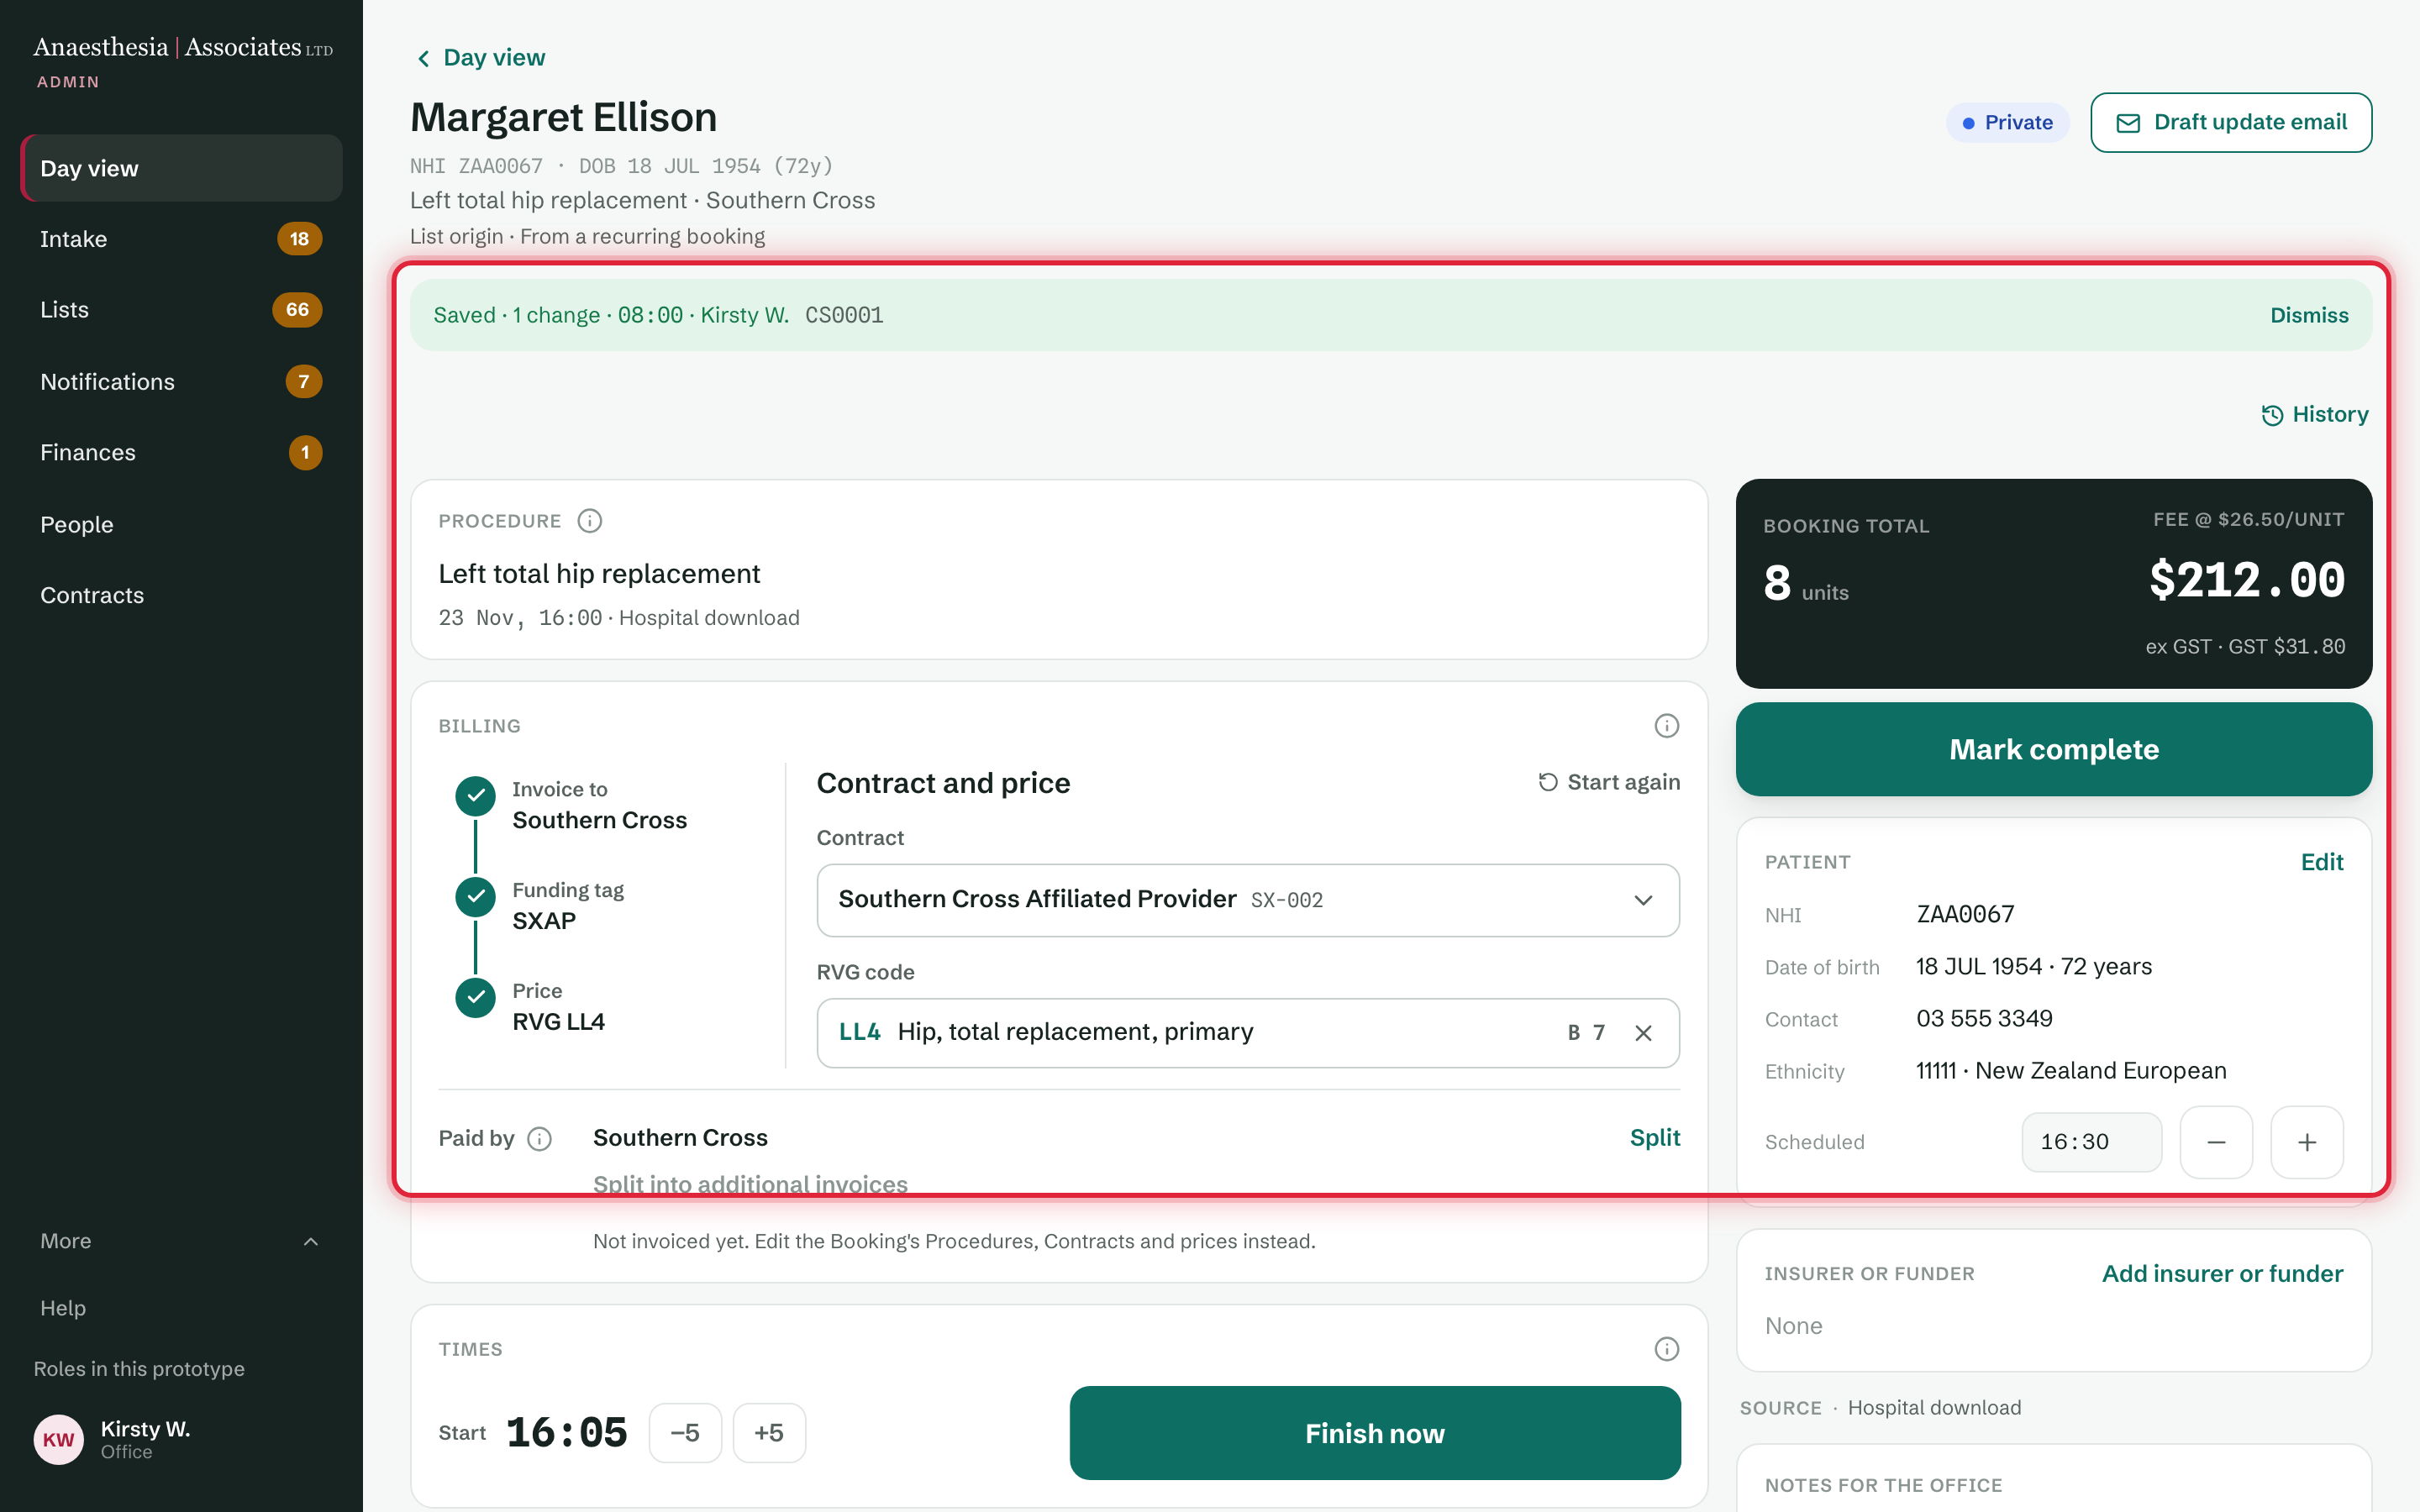 Anaesthesia | Associates LTD
ADMIN
Day view
Intake 18
Lists 66
Notifications 7
Finances 1
People
Contracts
More
Help
Roles in this prototype
KW
Kirsty W.
Office
Day view
Margaret Ellison
NHI ZAA0067 · DOB 18 JUL 1954 (72y)
Left total hip replacement · Southern Cross
List origin · From a recurring booking
Private
Draft update email
Saved · 1 change · 08:00 · Kirsty W. CS0001
Dismiss
History
PROCEDURE
Left total hip replacement
23 Nov, 16:00 · Hospital download
BILLING
Invoice to
Southern Cross
Funding tag
SXAP
Price
RVG LL4
Contract and price
Start again
Contract
Southern Cross Affiliated Provider SX-002
RVG code
LL4 Hip, total replacement, primary B 7
Paid by Southern Cross Split
Split into additional invoices
Not invoiced yet. Edit the Booking's Procedures, Contracts and prices instead.
TIMES
Start 16:05 −5 +5
Finish now
BOOKING TOTAL
8 units
FEE @ $26.50/UNIT
$212.00
ex GST · GST $31.80
Mark complete
PATIENT Edit
NHI ZAA0067
Date of birth 18 JUL 1954 · 72 years
Contact 03 555 3349
Ethnicity 11111 · New Zealand European
Scheduled 16:30
INSURER OR FUNDER Add insurer or funder
None
SOURCE · Hospital download
NOTES FOR THE OFFICE